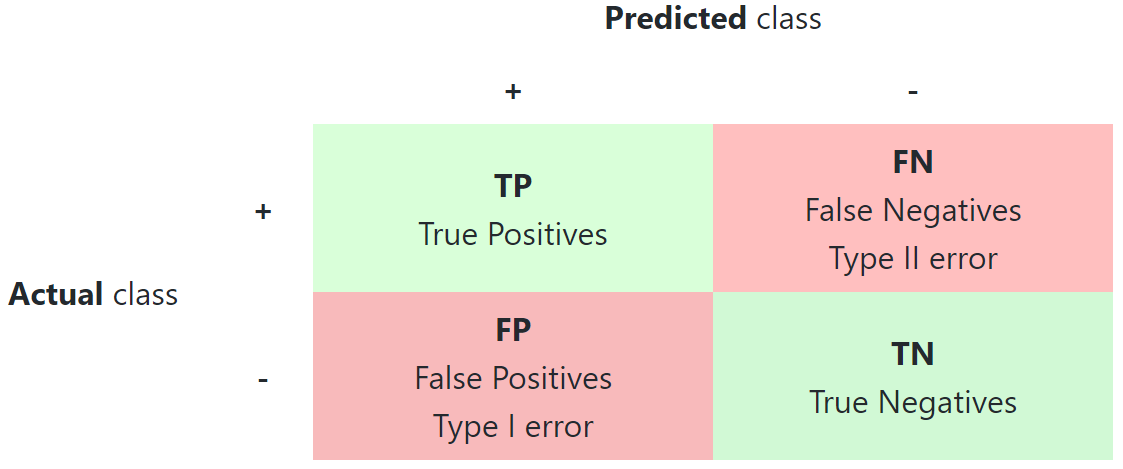 Predicted class
+ -
+
TP
True Positives
FN
False Negatives
Type II error
Actual class
-
FP
False Positives
Type I error
TN
True Negatives